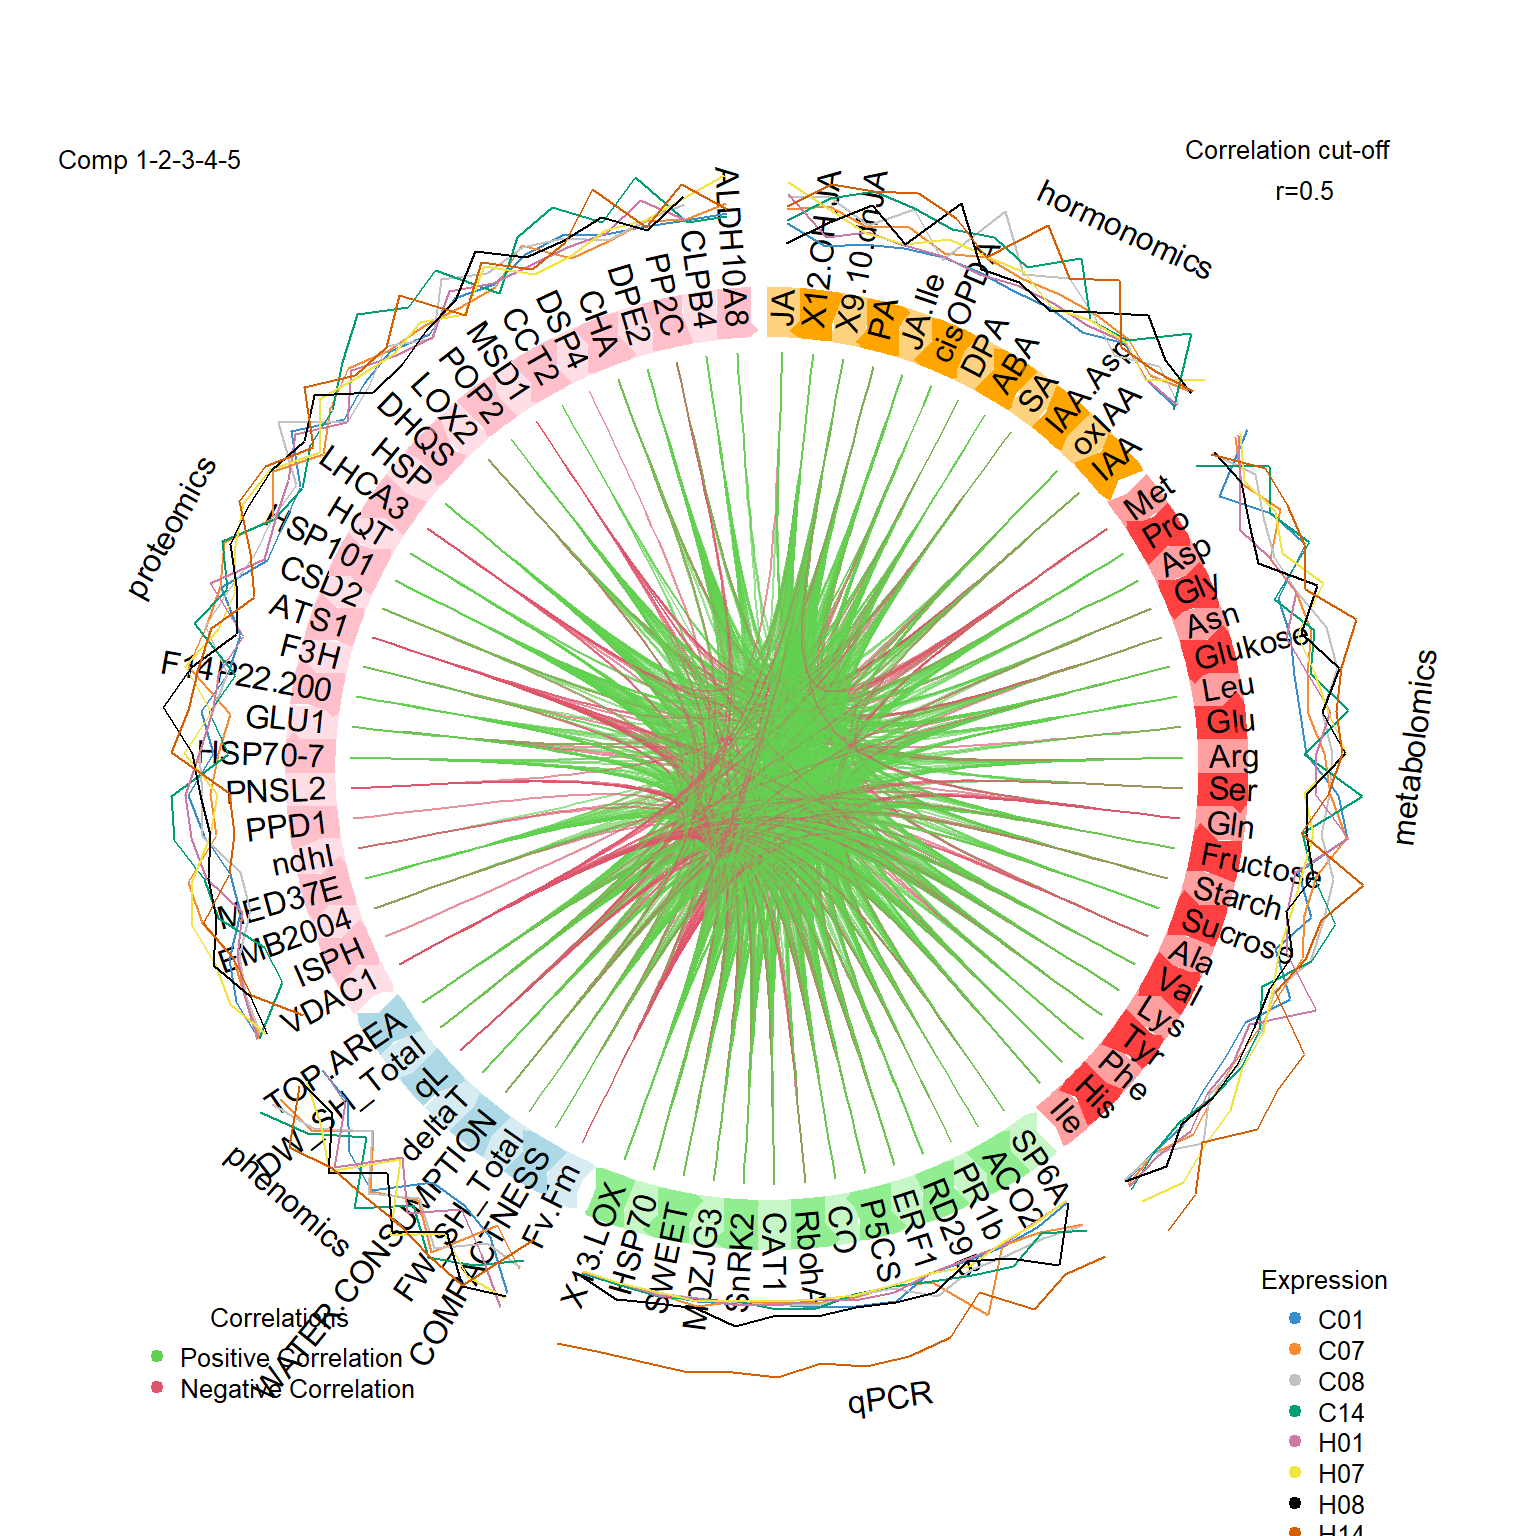 Comp 1-2-3-4-5
Correlation cut-off
r=0.5
hormonomics
JA
X12.OH.JA
X9.10.dhJA
PA
JA.Ile
cisOPDA
DPA
ABA
SA
IAA.Asp
oxIAA
IAA
metabolomics
Met
Pro
Asp
Gly
Asn
Glukose
Leu
Glu
Arg
Ser
Gln
Fructose
Starch
Sucrose
Ala
Val
Lys
Tyr
Phe
His
Ile
qPCR
SP6A
ACO2
PR1b
RD29B
ERF1
P5CS
CO
RbohA
CAT1
SnRK2
SWEET
HSP70
X13.LOX
phenomics
Fv.Fm
COMPACTNESS
FW_SH_Total
WATER.CONSUMPTION
deltaT
qL
DW_SH_Total
TOP.AREA
proteomics
VDAC1
ISPH
EMB2004
MED37E
ndhI
PPD1
PNSL2
HSP70-7
GLU1
F14P22.200
F3H
ATS1
CSD2
HSP101
HQT
LHCA3
HSP
DHQS
LOX2
POP2
MSD1
CCT2
DSP4
CHA
DPE2
PP2C
CLPB4
ALDH10A8
Correlations
Positive Correlation
Negative Correlation
Expression
C01
C07
C08
C14
H01
H07
H08
H14